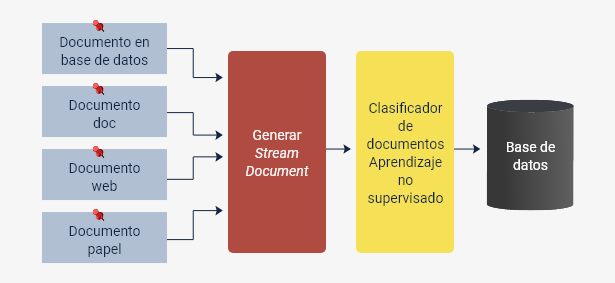 Documento en
base de datos
Documento
doc
Documento
web
Documento
papel
Generar
Stream
Document
Clasificador
de
documentos
Aprendizaje
no
supervisado
Base de
datos